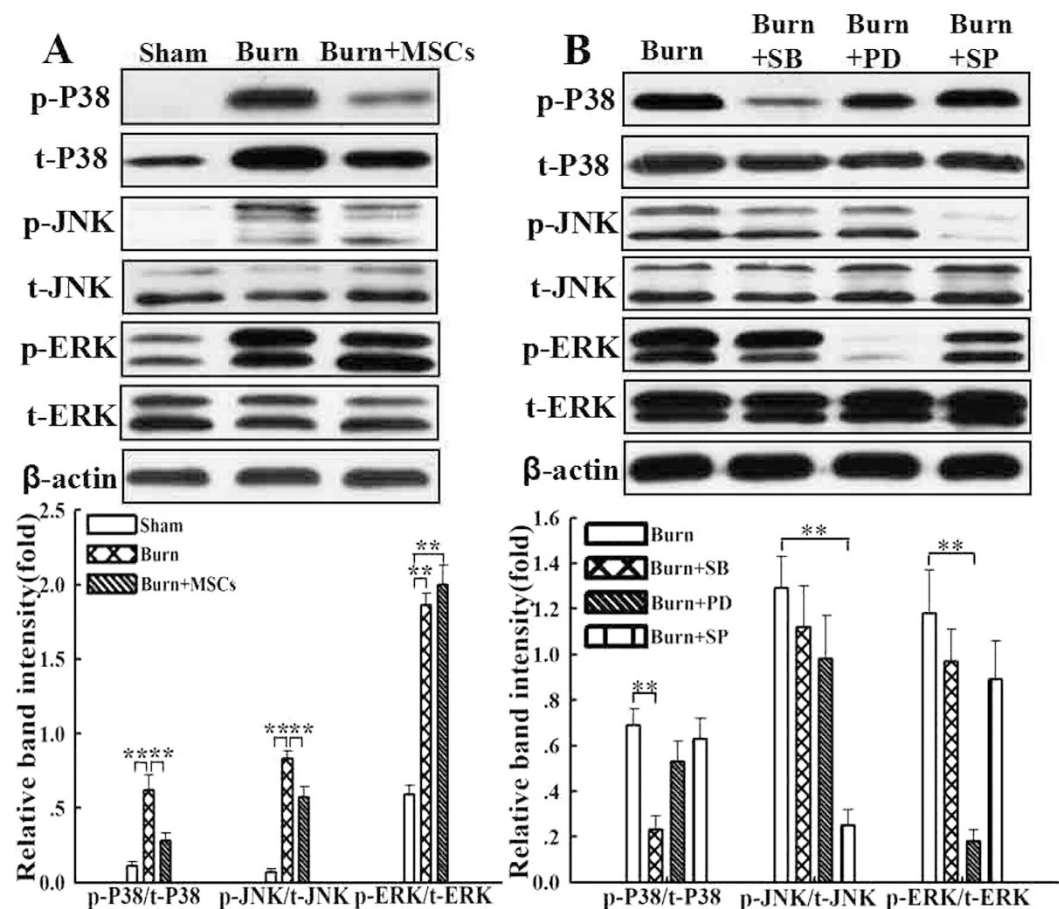 A
Sham Burn Burn+MSCs
p-P38
t-P38
p-JNK
t-JNK
p-ERK
t-ERK
β-actin
Relative band intensity(fold)
2.5
2.0
1.5
1.0
.5
0.0
Sham
Burn
Burn+MSCs
****
****
**
**
p-P38/t-P38 p-JNK/t-JNK p-ERK/t-ERK
B
Burn Burn +SB Burn +PD Burn +SP
p-P38
t-P38
p-JNK
t-JNK
p-ERK
t-ERK
β-actin
Relative band intensity(fold)
1.6
1.4
1.2
1.0
.8
.6
.4
.2
0.0
Burn
Burn+SB
Burn+PD
Burn+SP
**
**
**
p-P38/t-P38 p-JNK/t-JNK p-ERK/t-ERK